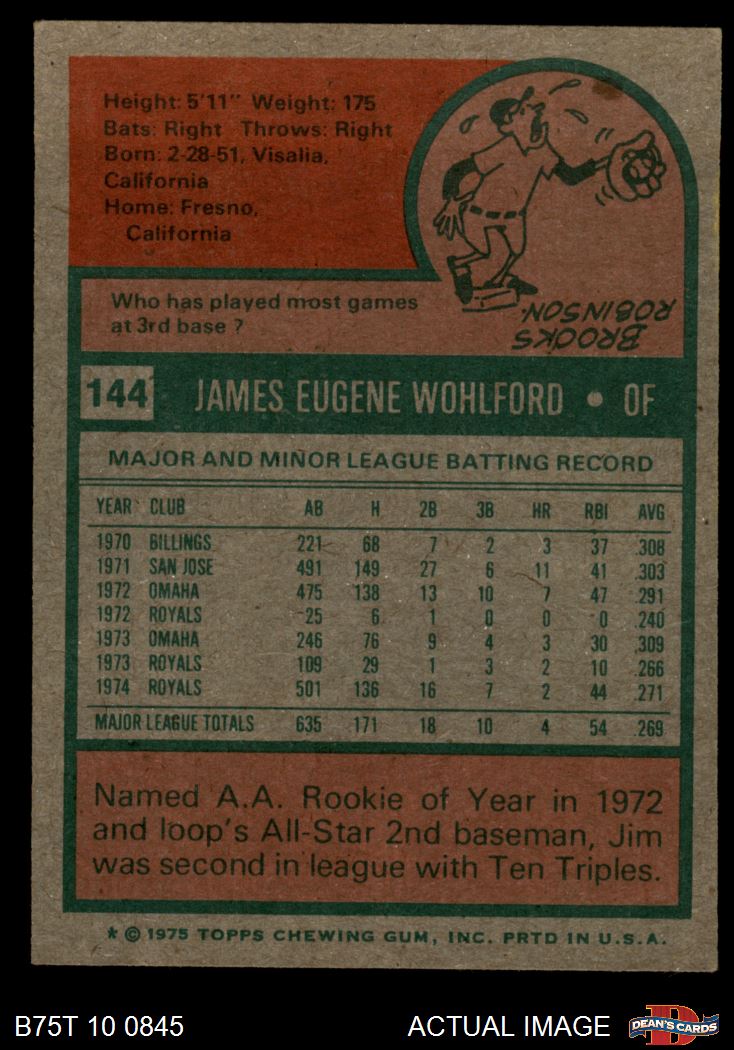 Height: 5'11" Weight: 175
Bats: Right Throws: Right
Born: 2-28-51, Visalia,
California
Home: Fresno,
California
Who has played most games
at 3rd base ?
BROOKS
ROBINSON.
144 JAMES EUGENE WOHLFORD • OF
MAJOR AND MINOR LEAGUE BATTING RECORD
YEAR CLUB AB H 2B 3B HR RBI AVG
1970 BILLINGS 221 68 7 2 3 37 .308
1971 SAN JOSE 491 149 27 6 11 41 .303
1972 OMAHA 475 138 13 10 7 47 .291
1972 ROYALS 25 6 1 0 0 0 .240
1973 OMAHA 246 76 9 4 3 30 .309
1973 ROYALS 109 29 1 3 2 10 .266
1974 ROYALS 501 136 16 7 2 44 .271
MAJOR LEAGUE TOTALS 635 171 18 10 4 54 .269
Named A.A. Rookie of Year in 1972
and loop's All-Star 2nd baseman, Jim
was second in league with Ten Triples.
* © 1975 TOPPS CHEWING GUM, INC. PRTD IN U.S.A.
B75T 10 0845 ACTUAL IMAGE DEAN'S CARDS